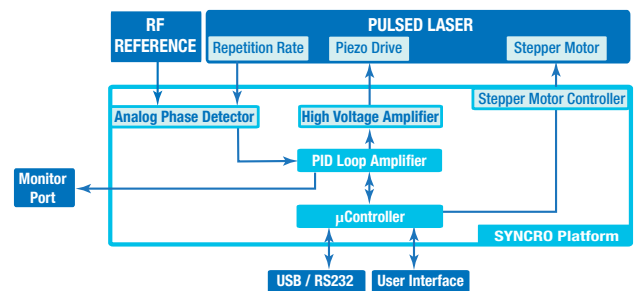 RF
REFERENCE
PULSED LASER
Repetition Rate
Piezo Drive
Stepper Motor
Stepper Motor Controller
Analog Phase Detector
High Voltage Amplifier
PID Loop Amplifier
Monitor
Port
µController
SYNCRO Platform
USB / RS232
User Interface